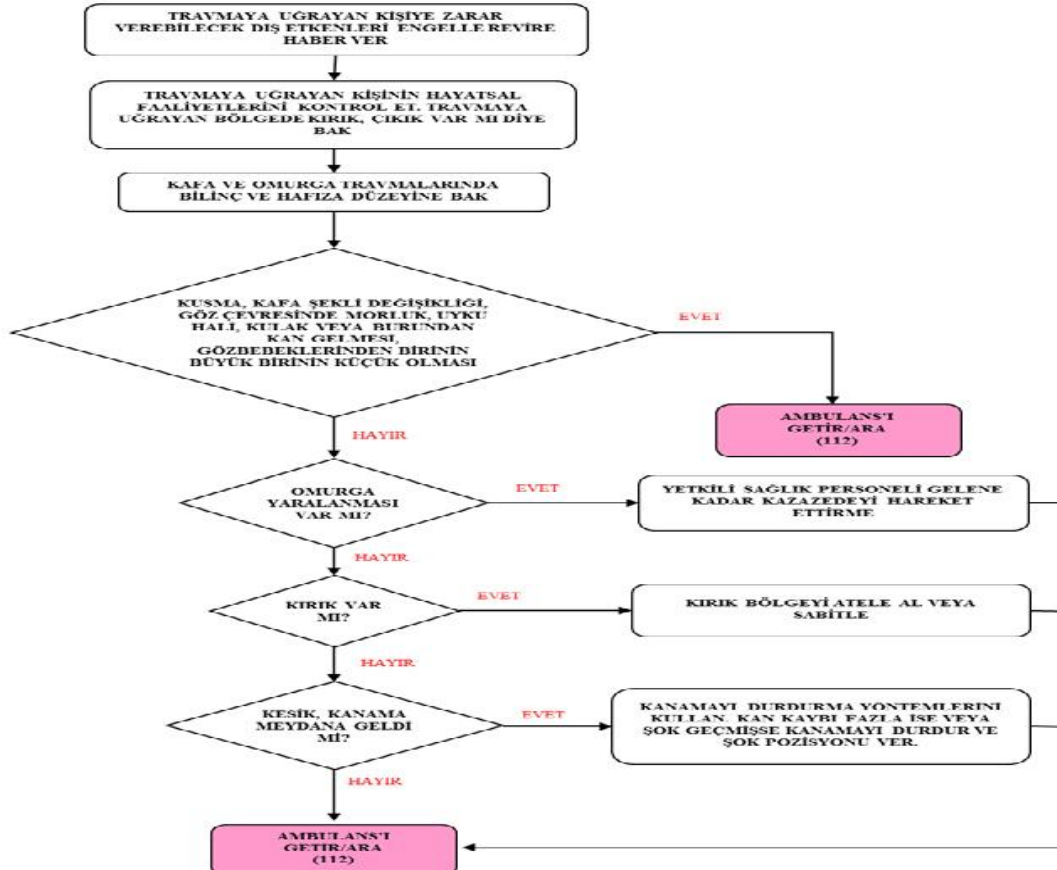 TRAVMAYA UĞRAYAN KİŞİYE ZARAR
VEREBİLECEK DIŞ ETKENLERİ ENGELLE REVİRE
HABER VER
TRAVMAYA UĞRAYAN KİŞİNİN HAYATSAL
FAALİYETLERİNİ KONTROL ET. TRAVMAYA
UĞRAYAN BÖLGEDE KIRIK, ÇIKIK VAR MI DİYE
BAK
KAFA VE OMURGA TRAVMALARINDA
BİLİNÇ VE HAFIZA DÜZEYİNE BAK
KUSMA, KAFA ŞEKLİ DEĞİŞİKLİĞİ,
GÖZ ÇEVRESİNDE MORLUK, UYKU
HALİ, KULAK VEYA BURUNDAN
KAN GELMESİ,
GÖZBEBEKLERİNDEN BİRİNİN
BÜYÜK BİRİNİN KÜÇÜK OLMASI
EVET
AMBULANS'I
GETİR/ARA
(112)
HAYIR
OMURGA
YARALANMASI
VAR MI?
EVET
YETKİLİ SAĞLIK PERSONELİ GELENE
KADAR KAZAZEDEYİ HAREKET
ETTİRME
HAYIR
KIRIK VAR
MI?
EVET
KIRIK BÖLGEYİ ATELE AL VEYA
SABİTLE
HAYIR
KESİK, KANAMA
MEYDANA GELDİ
Mİ?
EVET
KANAMAYI DURDURMA YÖNTEMLERİNİ
KULLAN. KAN KAYBI FAZLA İSE VEYA
ŞOK GEÇMİŞSE KANAMAYI DURDUR VE
ŞOK POZİSYONU VER.
HAYIR
AMBULANS'I
GETİR/ARA
(112)